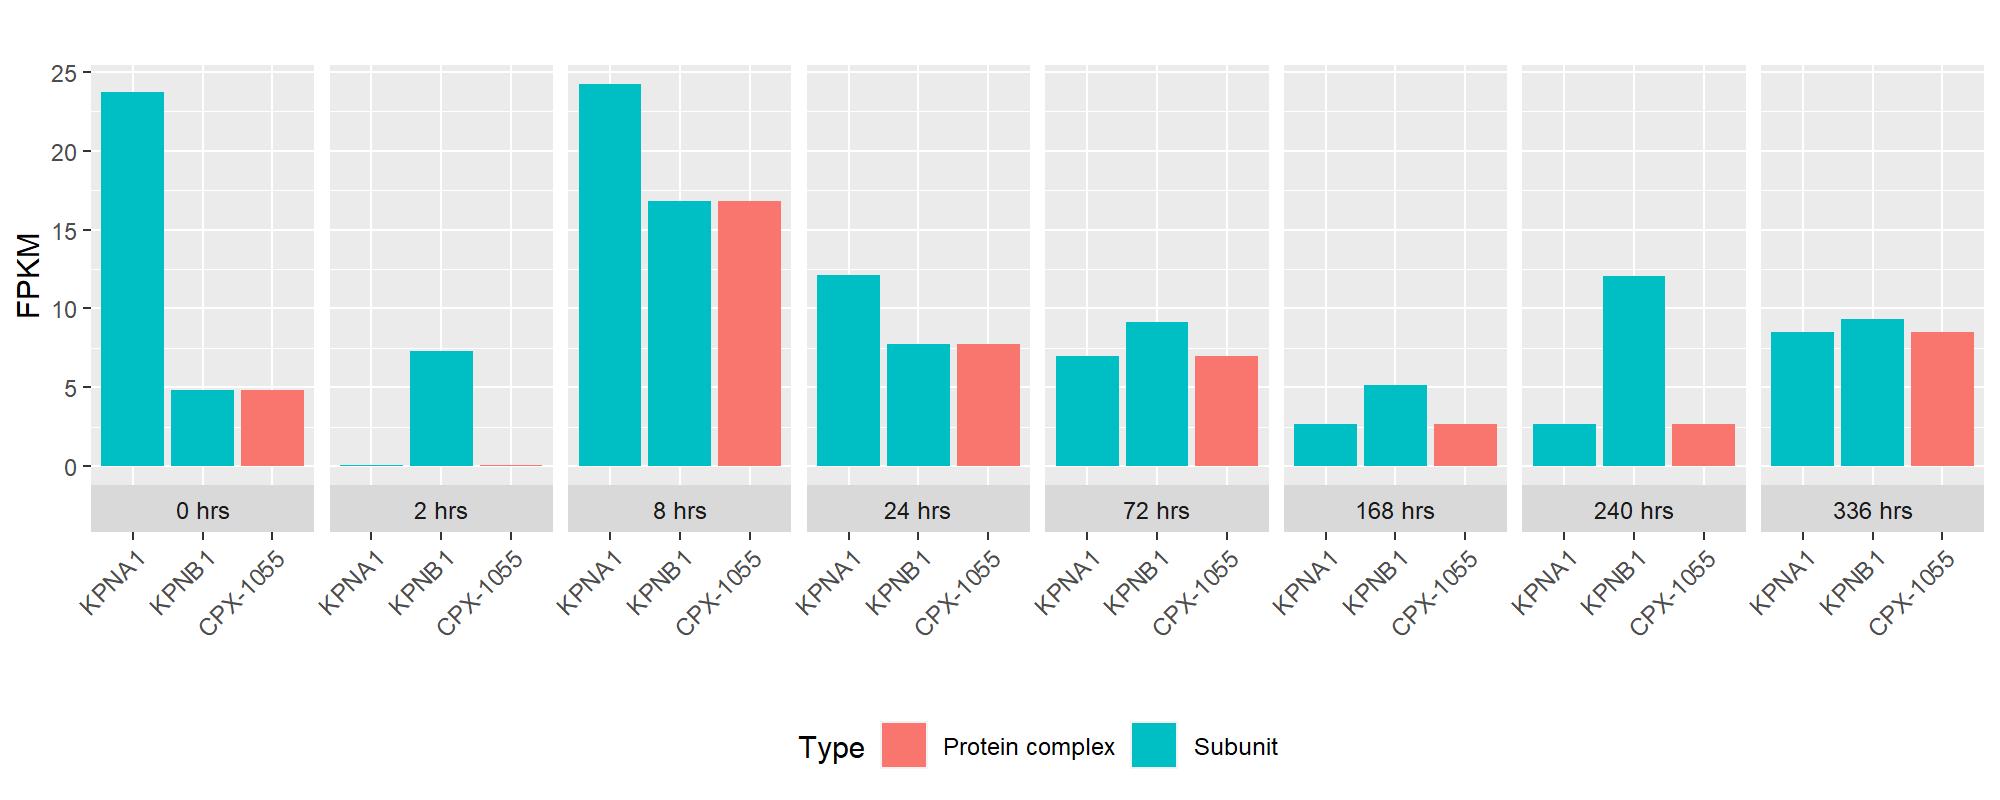 25
20
15
10
5
0
FPKM
0 hrs 2 hrs 8 hrs 24 hrs 72 hrs 168 hrs 240 hrs 336 hrs
KPNA1 KPNB1 CPX-1055 KPNA1 KPNB1 CPX-1055 KPNA1 KPNB1 CPX-1055 KPNA1 KPNB1 CPX-1055 KPNA1 KPNB1 CPX-1055 KPNA1 KPNB1 CPX-1055 KPNA1 KPNB1 CPX-1055 KPNA1 KPNB1 CPX-1055
Type Protein complex Subunit